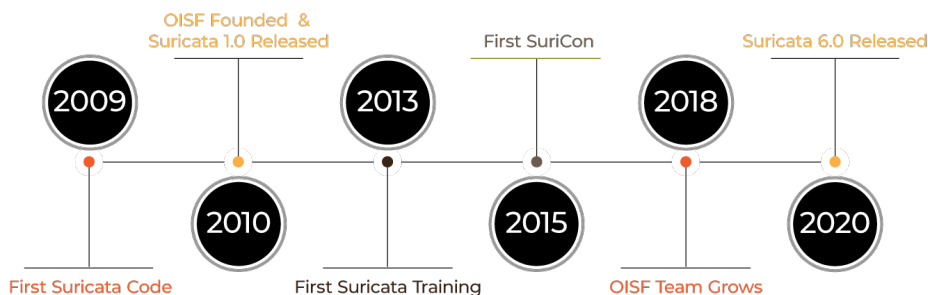 OISF Founded &
Suricata 1.0 Released
First SuriCon
Suricata 6.0 Released
2009
2013
2018
2010
2015
2020
First Suricata Code
First Suricata Training
OISF Team Grows